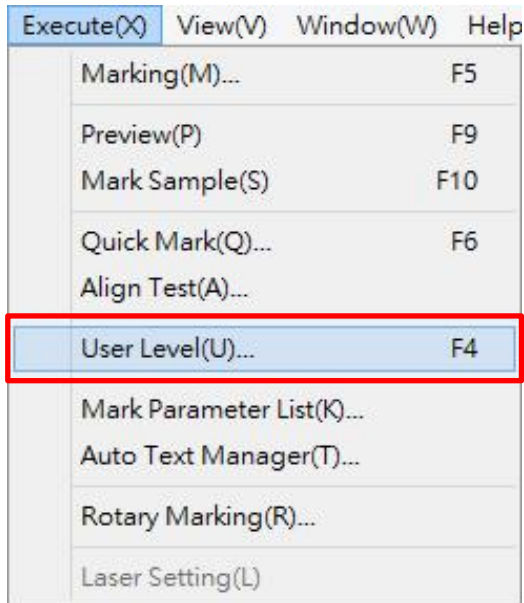 Execute(X) View(V) Window(W) Help
Marking(M)... F5
Preview(P) F9
Mark Sample(S) F10
Quick Mark(Q)... F6
Align Test(A)...
User Level(U)... F4
Mark Parameter List(K)...
Auto Text Manager(T)...
Rotary Marking(R)...
Laser Setting(L)